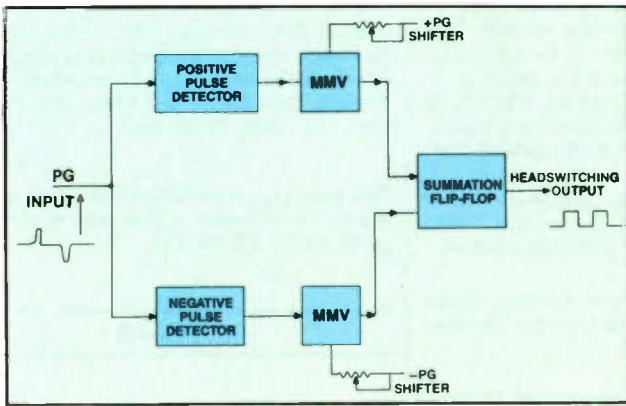 +PG
SHIFTER
POSITIVE
PULSE
DETECTOR
MMV
PG
INPUT
SUMMATION
FLIP-FLOP
HEADSWITCHING
OUTPUT
NEGATIVE
PULSE
DETECTOR
MMV
–PG
SHIFTER